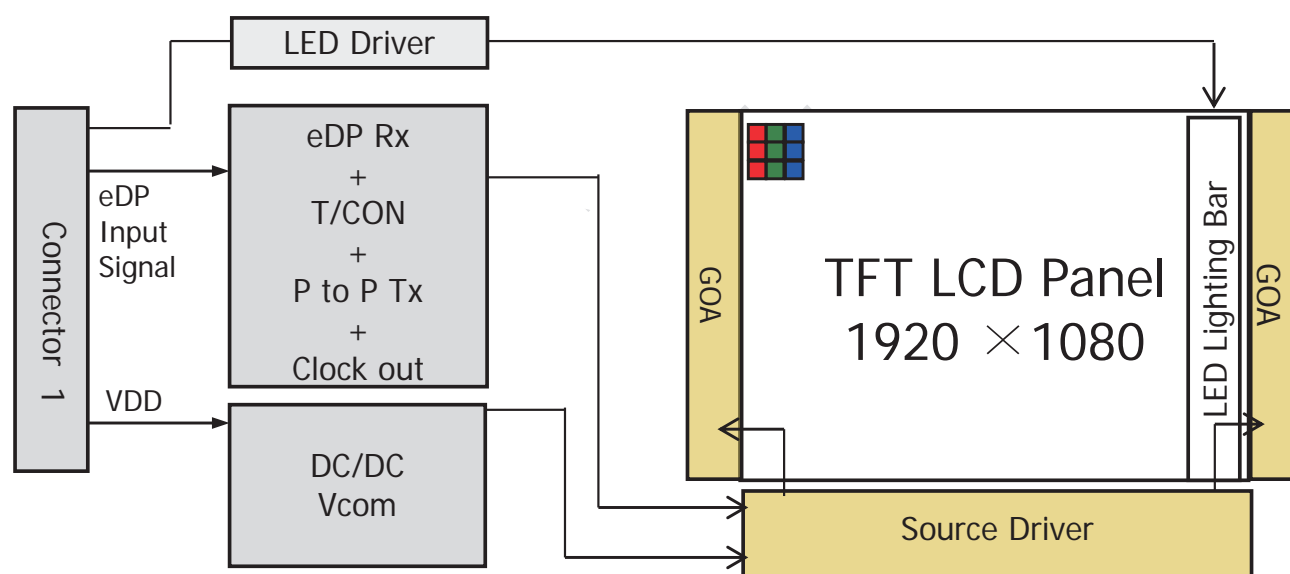 LED Driver
eDP Rx
+
T/CON
+
P to P Tx
+
Clock out
eDP
Input
Signal
Connector 1
VDD
DC/DC
Vcom
GOA
TFT LCD Panel
1920 ×1080
LED Lighting Bar
GOA
Source Driver